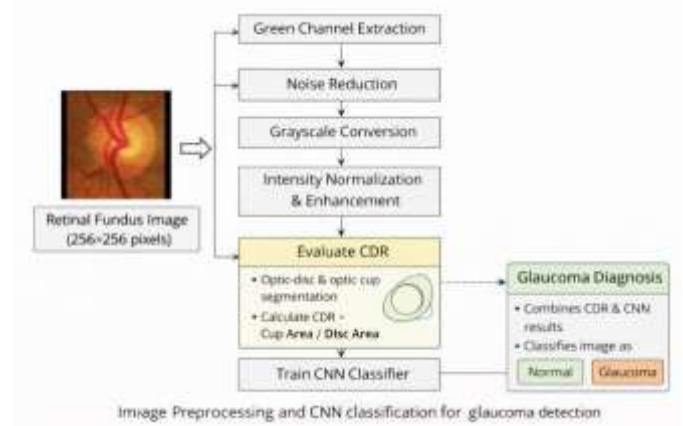 Green Channel Extraction
Noise Reduction
Grayscale Conversion
Intensity Normalization
& Enhancement
Retinal Fundus Image
(256×256 pixels)
Evaluate CDR
• Optic-disc & optic cup
segmentation
• Calculate CDR =
Cup Area / Disc Area
Train CNN Classifier
Glaucoma Diagnosis
• Combines CDR & CNN
results
• Classifies image as
Normal
Glaucoma
Image Preprocessing and CNN classification for glaucoma detection